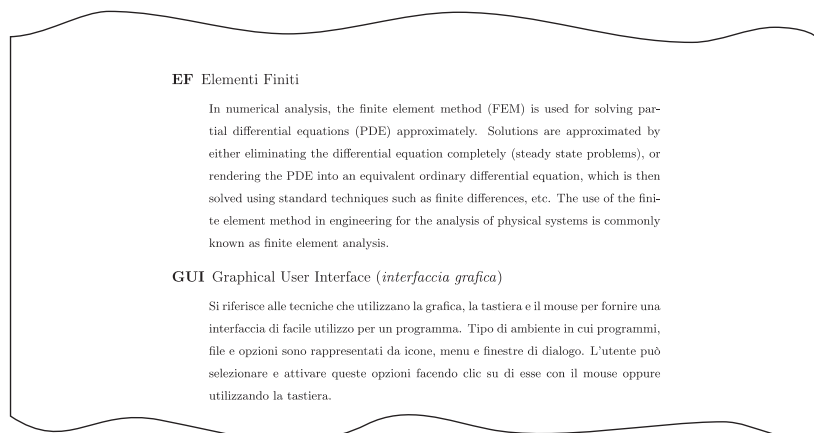 EF Elementi Finiti
In numerical analysis, the finite element method (FEM) is used for solving par-
tial differential equations (PDE) approximately. Solutions are approximated by
either eliminating the differential equation completely (steady state problems), or
rendering the PDE into an equivalent ordinary differential equation, which is then
solved using standard techniques such as finite differences, etc. The use of the fini-
te element method in engineering for the analysis of physical systems is commonly
known as finite element analysis.
GUI Graphical User Interface (interfaccia grafica)
Si riferisce alle tecniche che utilizzano la grafica, la tastiera e il mouse per fornire una
interfaccia di facile utilizzo per un programma. Tipo di ambiente in cui programmi,
file e opzioni sono rappresentati da icone, menu e finestre di dialogo. L'utente può
selezionare e attivare queste opzioni facendo clic su di esse con il mouse oppure
utilizzando la tastiera.